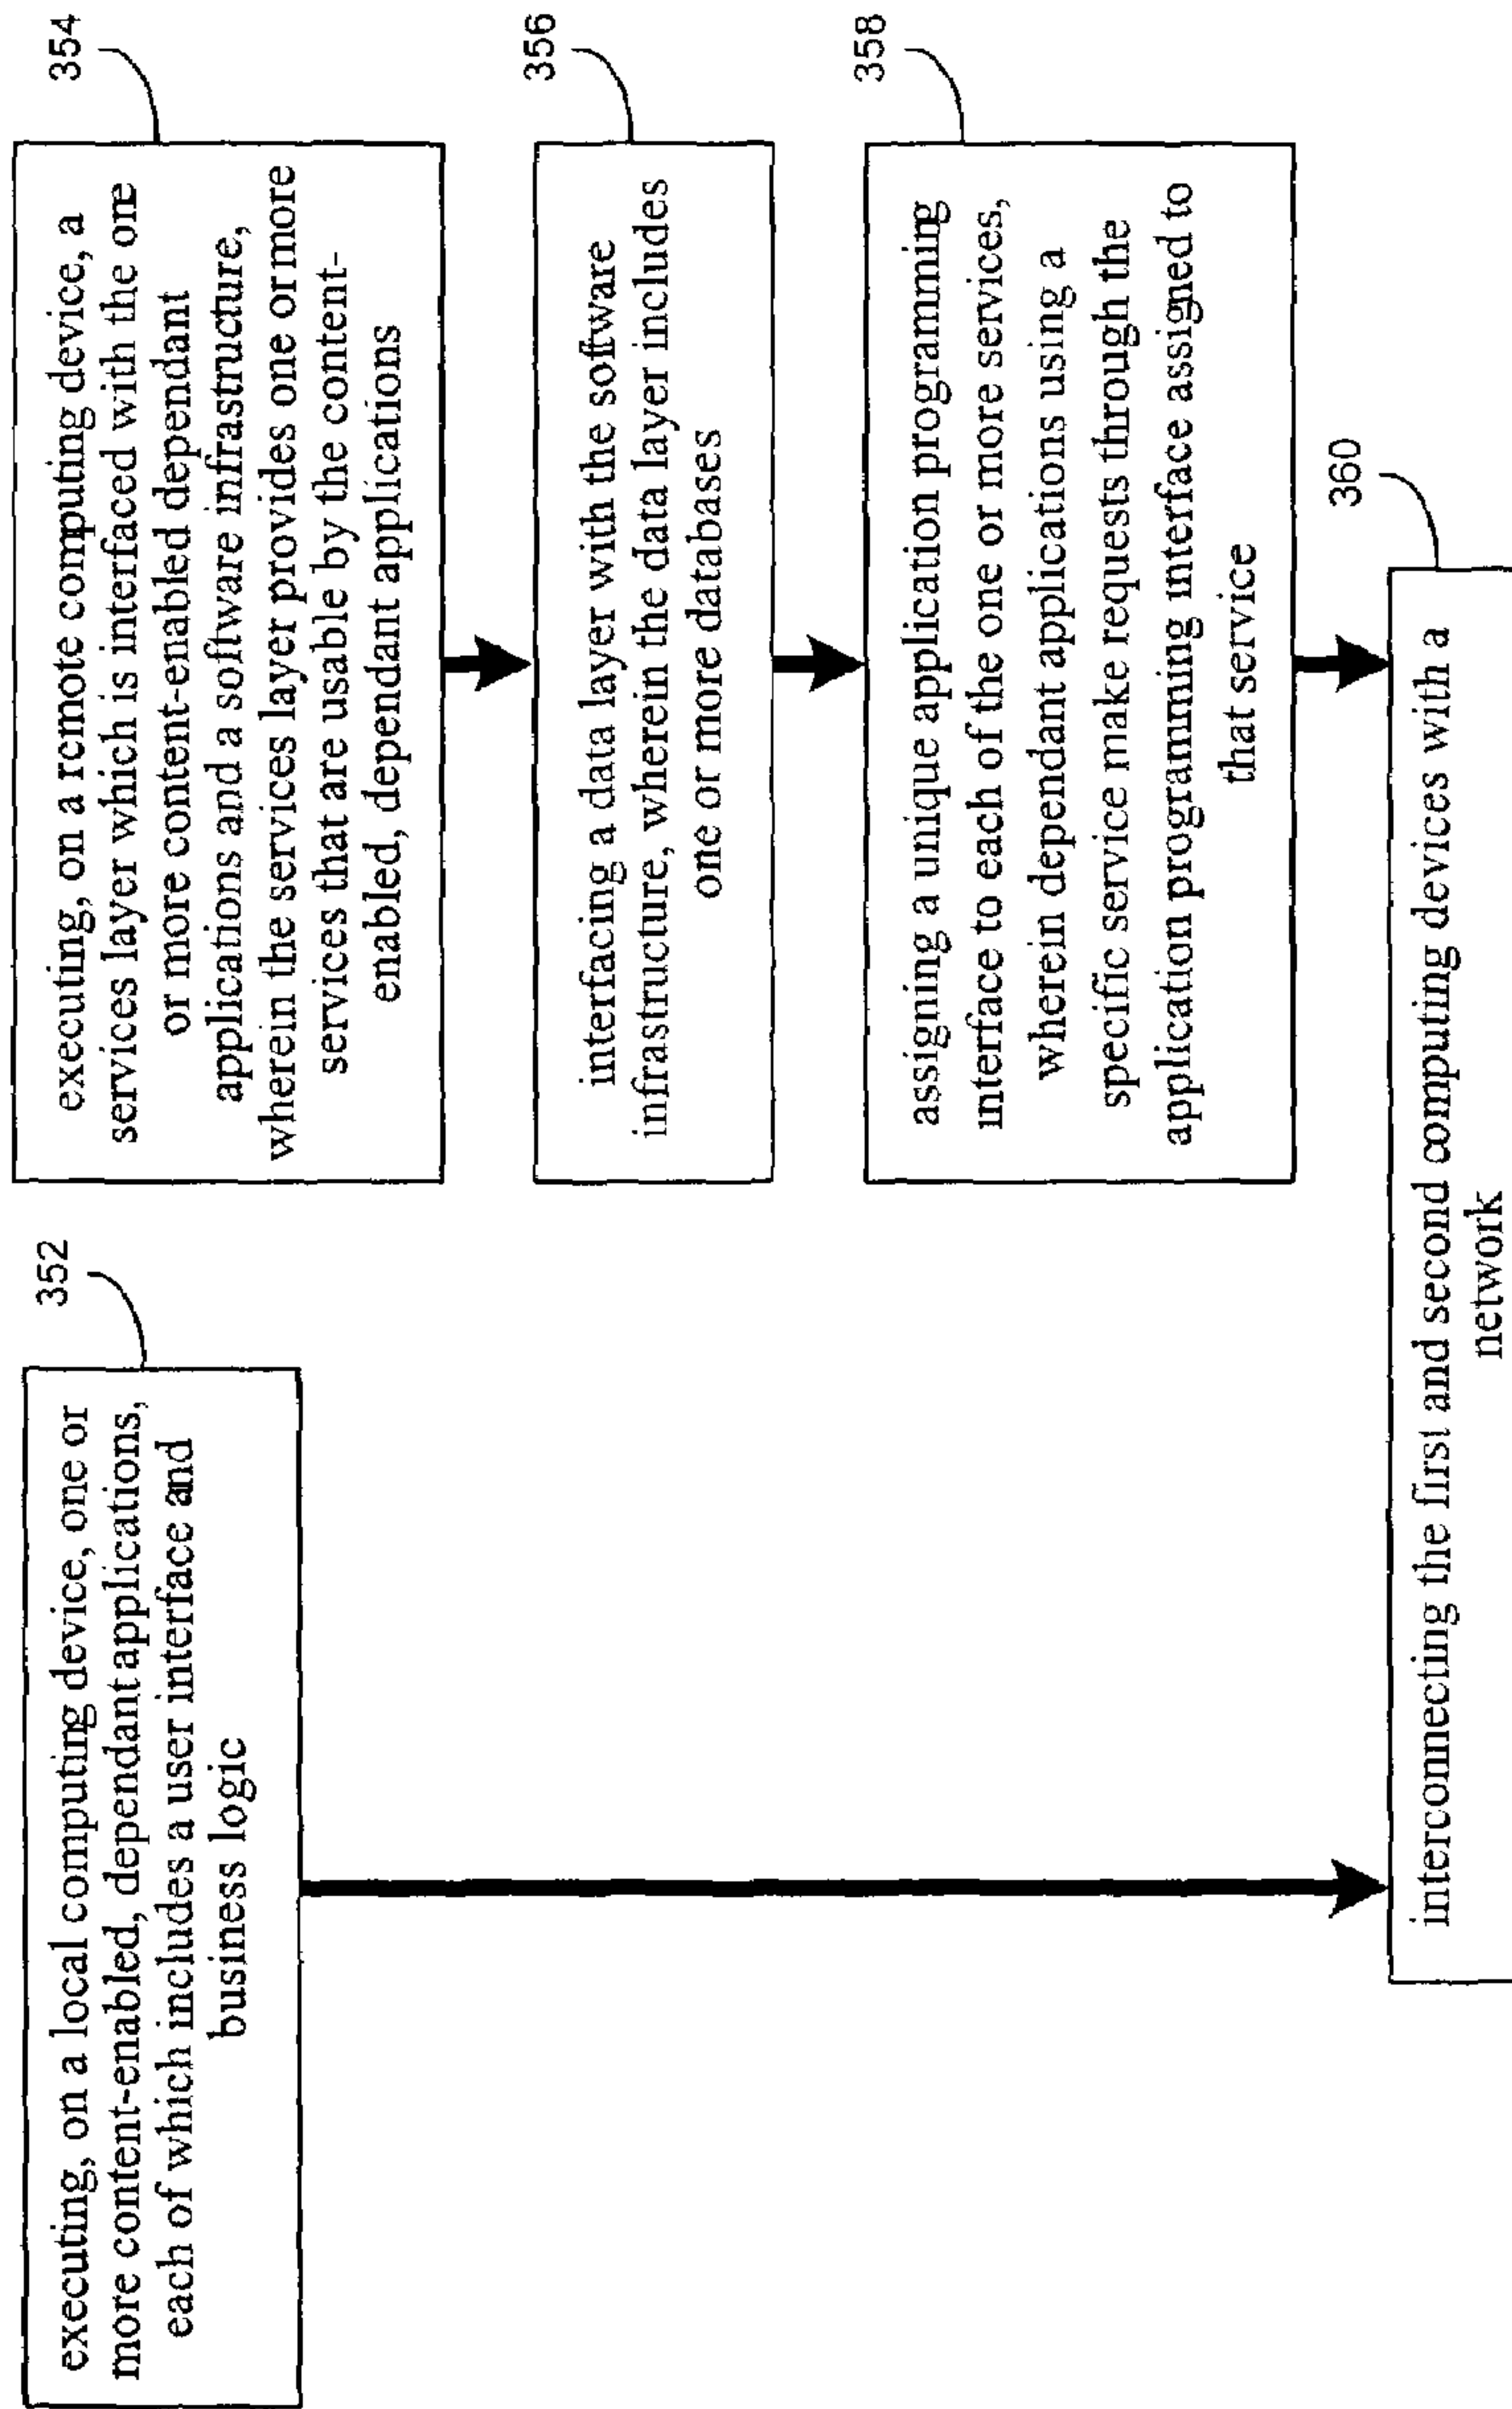 352
executing, on a local computing device, one or
more content-enabled, dependant applications,
each of which includes a user interface and
business logic
354
executing, on a remote computing device, a
services layer which is interfaced with the one
or more content-enabled dependant
applications and a software infrastructure,
wherein the services layer provides one or more
services that are usable by the content-
enabled, dependant applications
356
interfacing a data layer with the software
infrastructure, wherein the data layer includes
one or more databases
358
assigning a unique application programming
interface to each of the one or more services,
wherein dependant applications using a
specific service make requests through the
application programming interface assigned to
that service
360
interconnecting the first and second computing devices with a
network